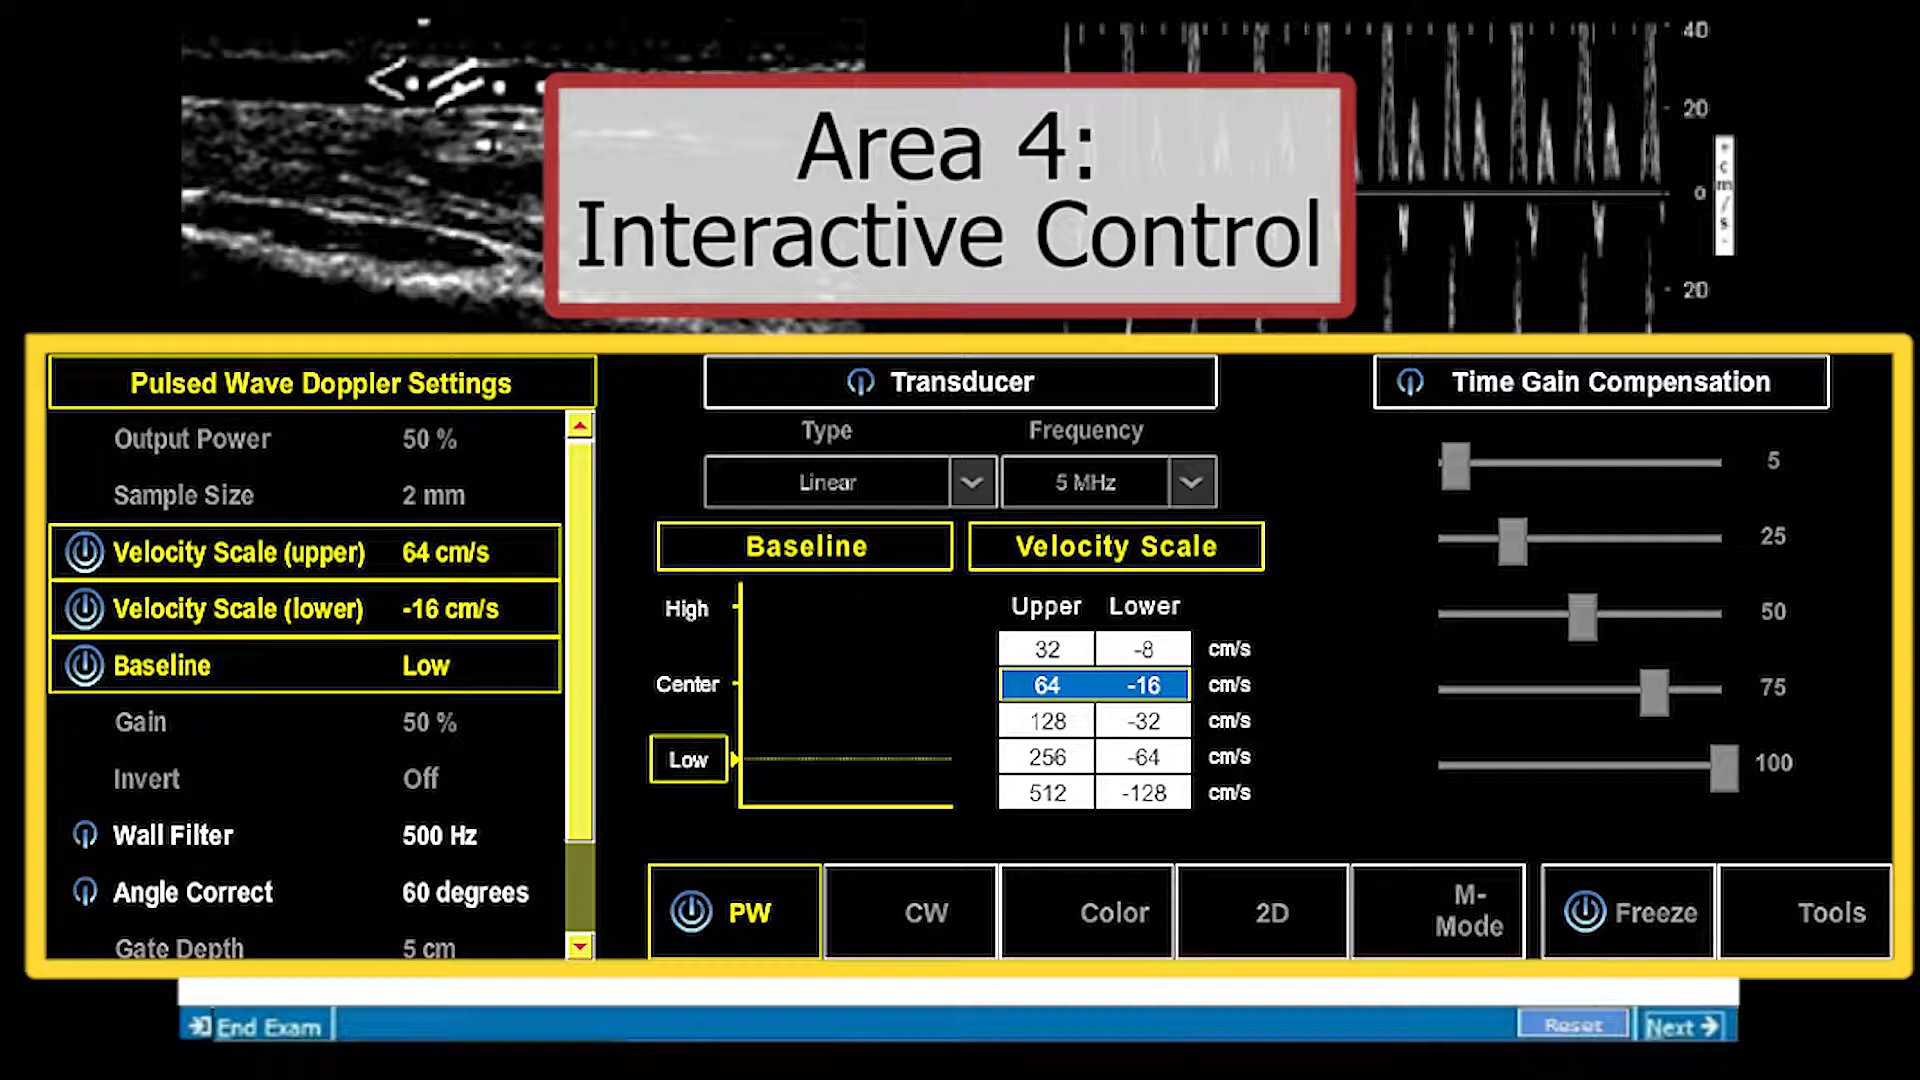 40
20
0
+ c m / s -
20
Area 4:
Interactive Control
Pulsed Wave Doppler Settings
Output Power 50 %
Sample Size 2 mm
Velocity Scale (upper) 64 cm/s
Velocity Scale (lower) -16 cm/s
Baseline Low
Gain 50 %
Invert Off
Wall Filter 500 Hz
Angle Correct 60 degrees
Gate Depth 5 cm
Transducer
Type Frequency
Linear 5 MHz
Baseline Velocity Scale
High
Center
Low
Upper Lower
32 -8 cm/s
64 -16 cm/s
128 -32 cm/s
256 -64 cm/s
512 -128 cm/s
Time Gain Compensation
5
25
50
75
100
PW CW Color 2D M-
Mode Freeze Tools
End Exam Reset Next